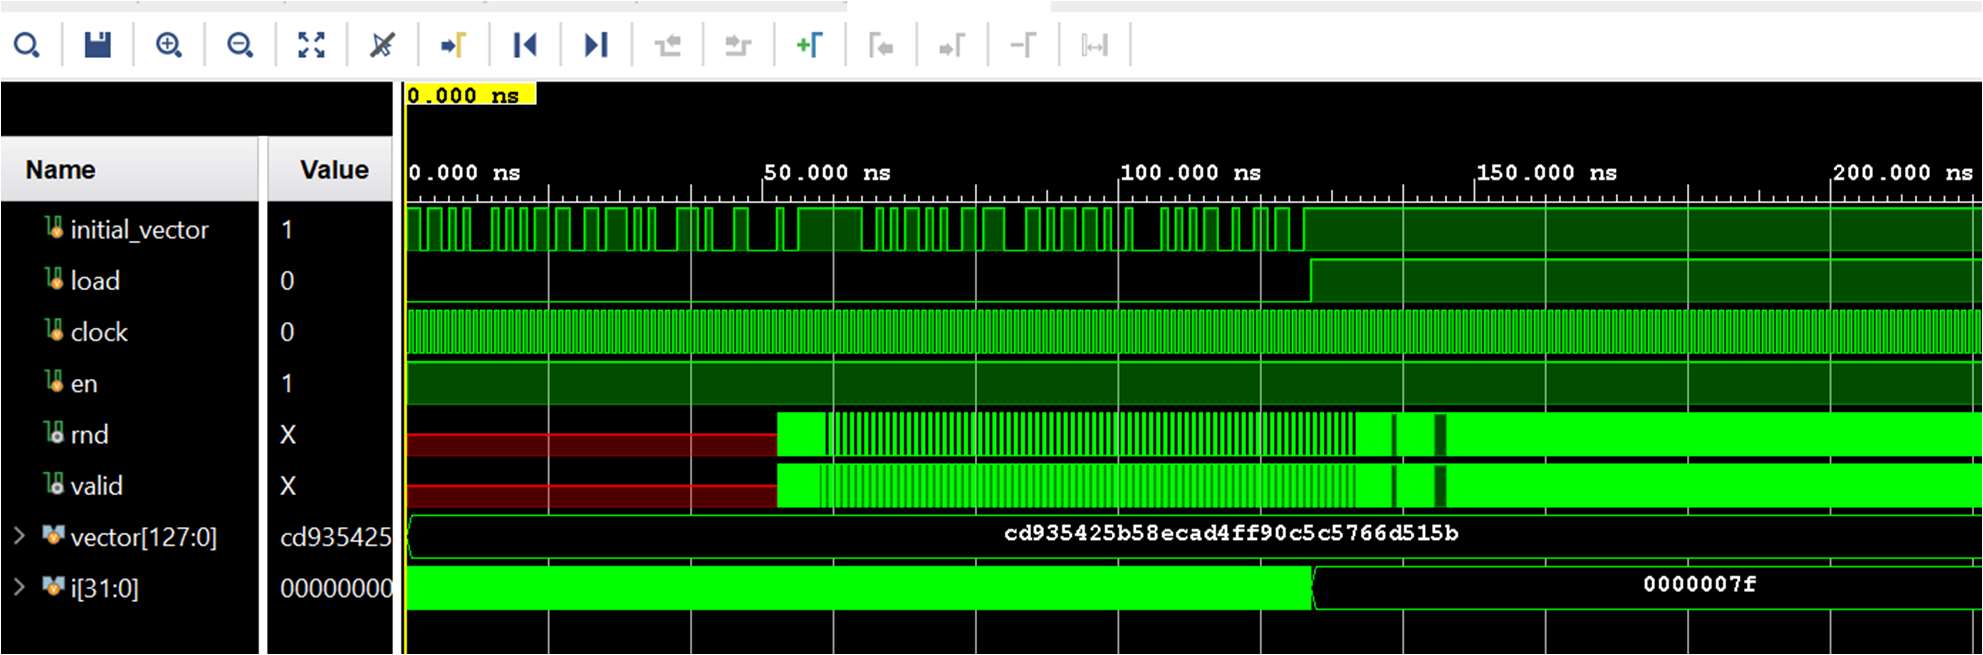 0.000 ns
Name Value
0.000 ns 50.000 ns 100.000 ns 150.000 ns 200.000 ns
initial_vector 1
load 0
clock 0
en 1
rnd X
valid X
vector[127:0] cd935425 cd935425b58ecad4ff90c5c5766d515b
i[31:0] 00000000 0000007f